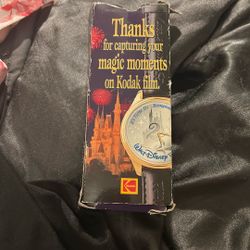 Thanks
for capturing your
magic moments
on Kodak film.
Walt Disney